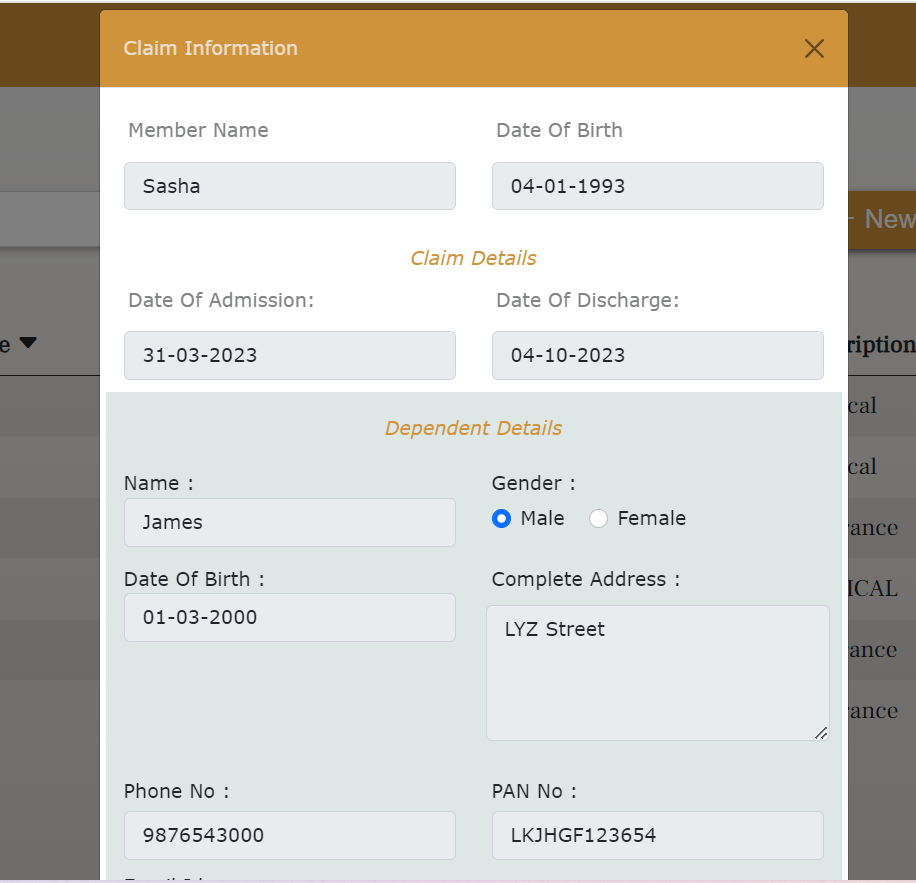 Claim Information
Member Name Date Of Birth
Sasha 04-01-1993
New
Claim Details
Date Of Admission: Date Of Discharge:
e ription
31-03-2023 04-10-2023
cal
Dependent Details
cal
Name : Gender :
James Male Female
rance
Date Of Birth : Complete Address :
ICAL
01-03-2000 LYZ Street
rance
rance
Phone No : PAN No :
9876543000 LKJHGF123654